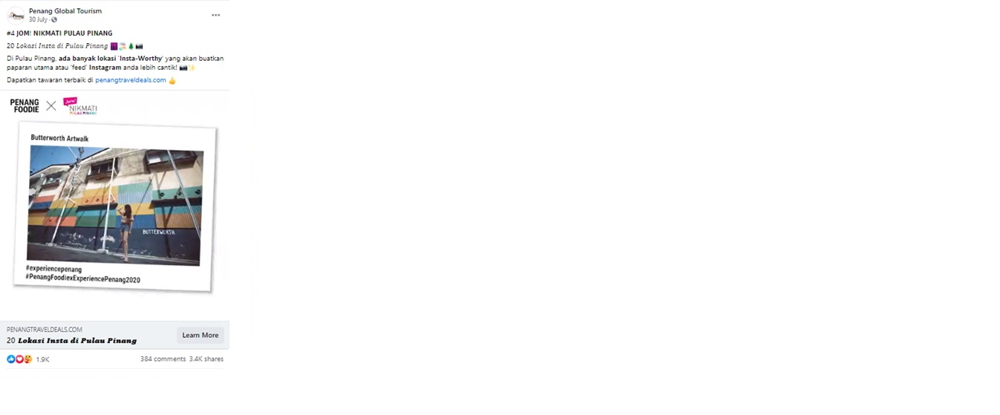 Penang Global Tourism
30 July ·
#4 JOM! NIKMATI PULAU PINANG
20 Lokasi Insta di Pulau Pinang
Di Pulau Pinang, ada banyak lokasi 'Insta-Worthy' yang akan buatkan
paparan utama atau 'feed' Instagram anda lebih cantik!
Dapatkan tawaran terbaik di penangtraveldeals.com
PENANG
FOODIE
Jom!
NIKMATI
PULAU PINANG
Butterworth Artwalk
BUTTERWORTH
#experiencepenang
#PenangFoodiexExperiencePenang2020
PENANGTRAVELDEALS.COM
20 Lokasi Insta di Pulau Pinang
Learn More
1.9K
384 comments 3.4K shares